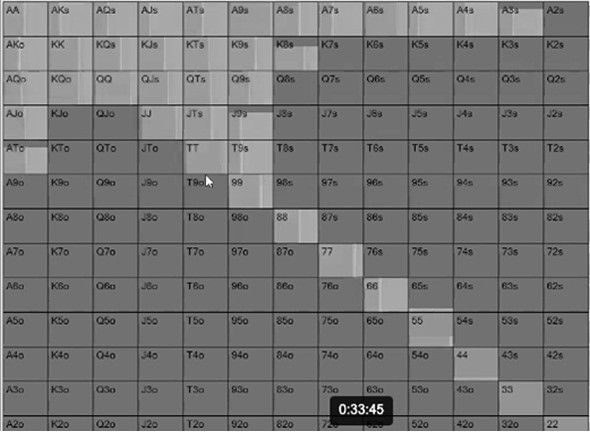 AA AKs AQs AJs ATs A9s A8s A7s A6s A5s A4s A3s A2s
AKo KK KQs KJs KTs K9s K8s K7s K6s K5s K4s K3s K2s
AQo KQo QQ QJs QTs Q9s Q8s Q7s Q6s Q5s Q4s Q3s Q2s
AJo KJo QJo JJ JTs J9s J8s J7s J6s J5s J4s J3s J2s
ATo KTo QTo JTo TT T9s T8s T7s T6s T5s T4s T3s T2s
A9o K9o Q9o J9o T9o 99 98s 97s 96s 95s 94s 93s 92s
A8o K8o Q8o J8o T8o 98o 88 87s 86s 85s 84s 83s 82s
A7o K7o Q7o J7o T7o 97o 87o 77 76s 75s 74s 73s 72s
A6o K6o Q6o J6o T6o 96o 86o 76o 66 65s 64s 63s 62s
A5o K5o Q5o J5o T5o 95o 85o 75o 65o 55 54s 53s 52s
A4o K4o Q4o J4o T4o 94o 84o 74o 64o 54o 44 43s 42s
A3o K3o Q3o J3o T3o 93o 83o 73o 63o 53o 43o 33 32s
0:33:45
A2o K2o Q2o J2o T2o 92o 82o 52o 42o 32o 22